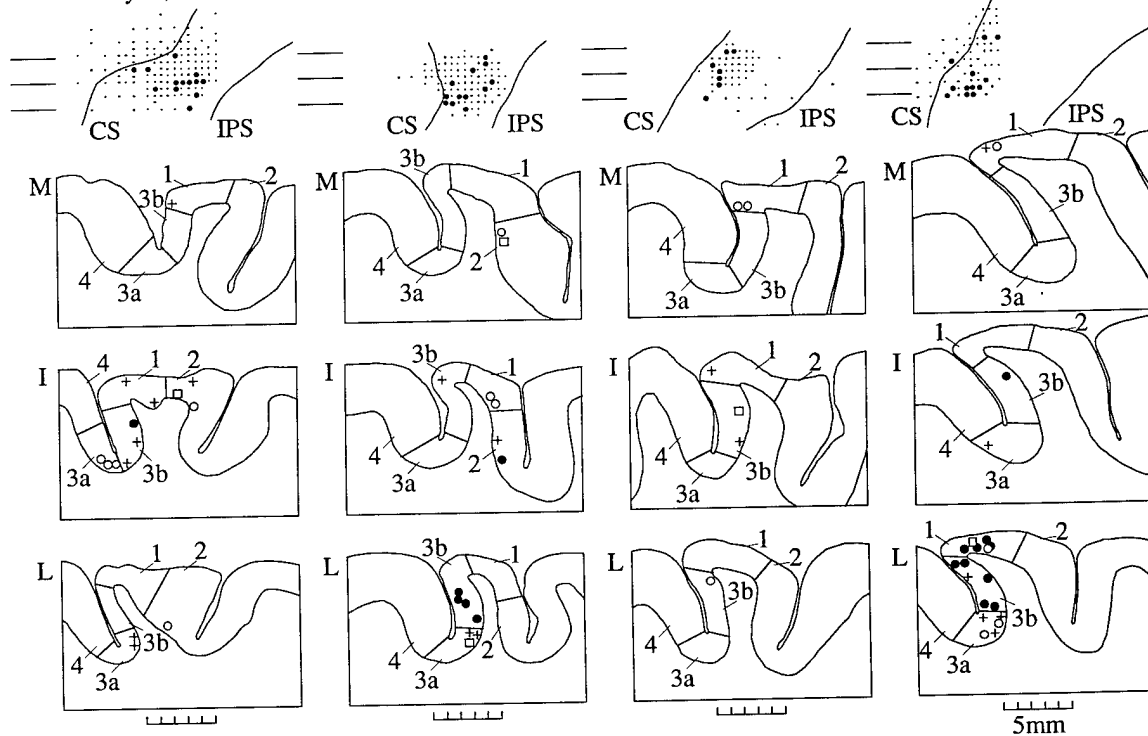 CS IPS CS IPS CS IPS CS IPS
M 1 2 3b 4 3a
M 3b 1 4 2 3a
M 1 2 4 3a 3b
M 1 2 3b 4 3a
I 4 1 2 3a 3b
I 3b 1 4 2 3a
I 1 2 4 3b 3a
I 1 2 3b 4 3a
L 1 2 3b 4 3a
L 3b 1 4 2 3a
L 1 2 3b 4 3a
L 1 2 3b 4 3a
5mm